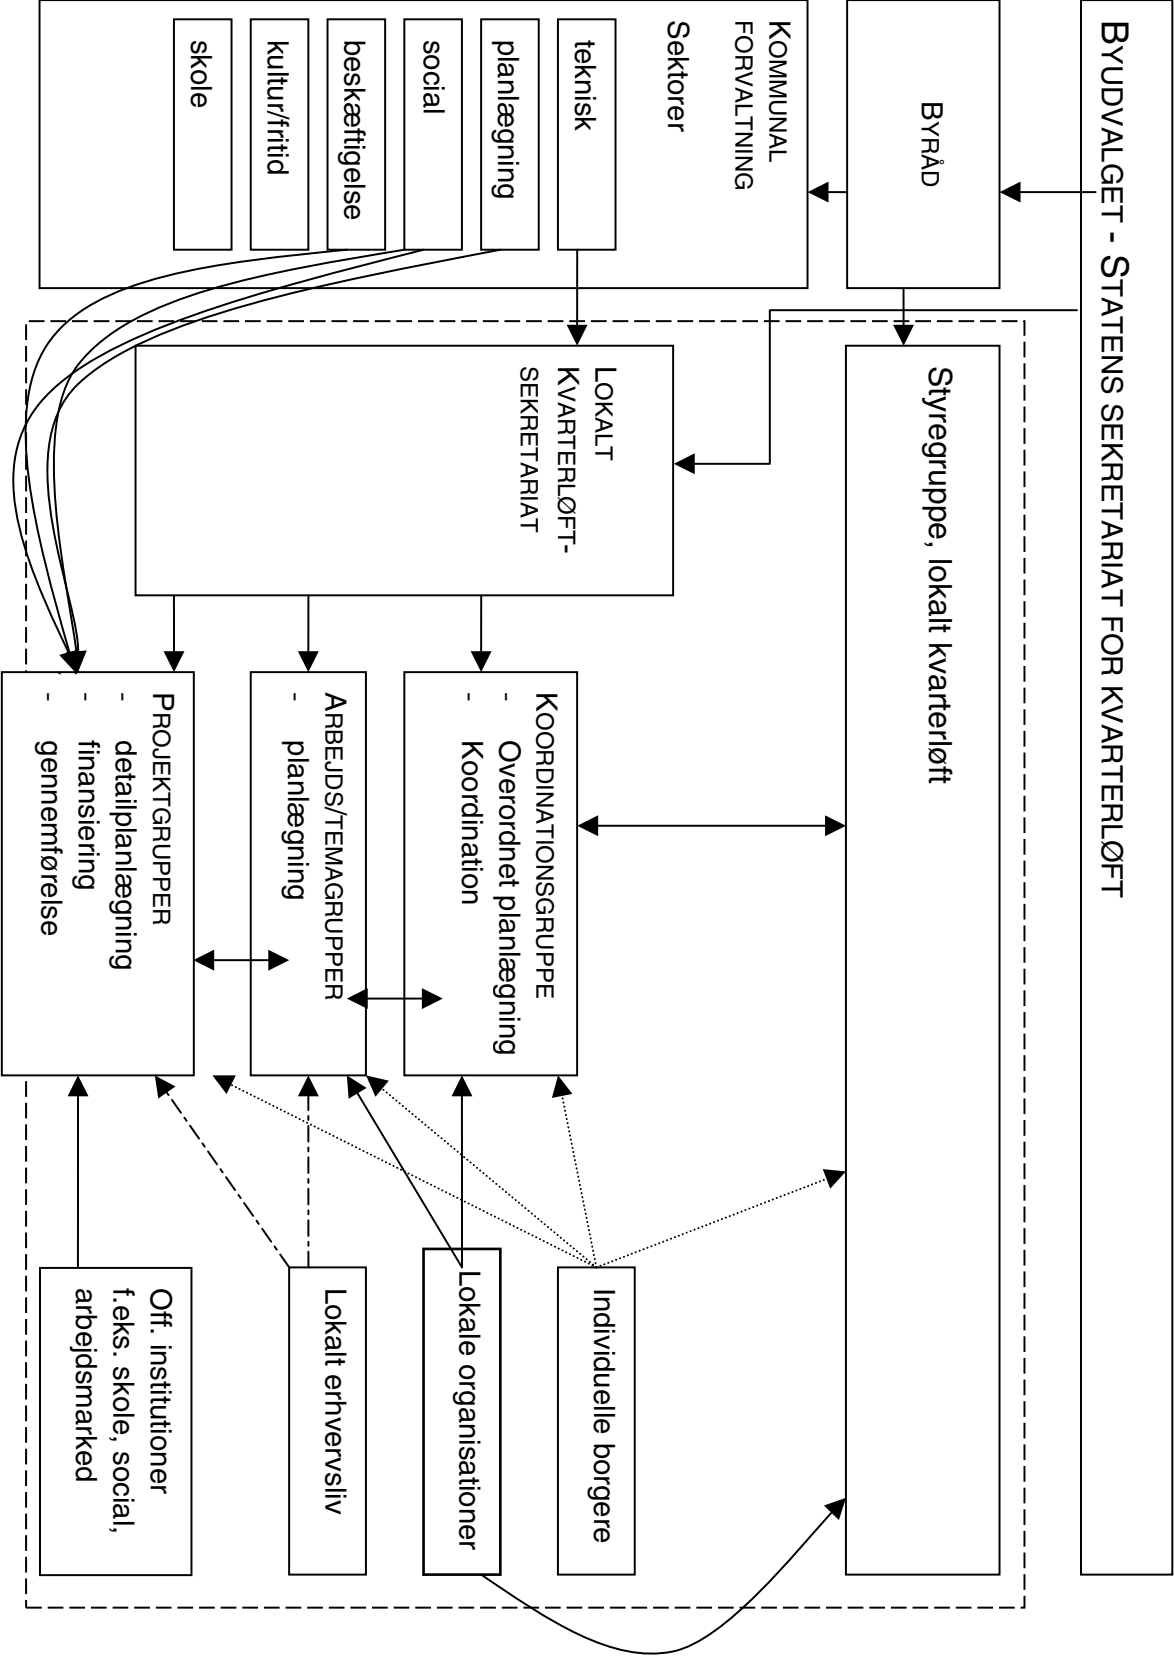 BYUDVALGET - STATENS SEKRETARIAT FOR KVARTERLØFT
BYRÅD
Styregruppe, lokalt kvarterløft
KOMMUNAL
FORVALTNING
Sektorer
teknisk
planlægning
social
beskæftigelse
kultur/fritid
skole
LOKALT
KVARTERLØFT-
SEKRETARIAT
KOORDINATIONSGRUPPE
- Overordnet planlægning
- Koordination
ARBEJDS/TEMAGRUPPER
- planlægning
PROJEKTGRUPPER
- detailplanlægning
- finansiering
- gennemførelse
Individuelle borgere
Lokale organisationer
Lokalt erhvervsliv
Off. institutioner
f.eks. skole, social,
arbejdsmarked